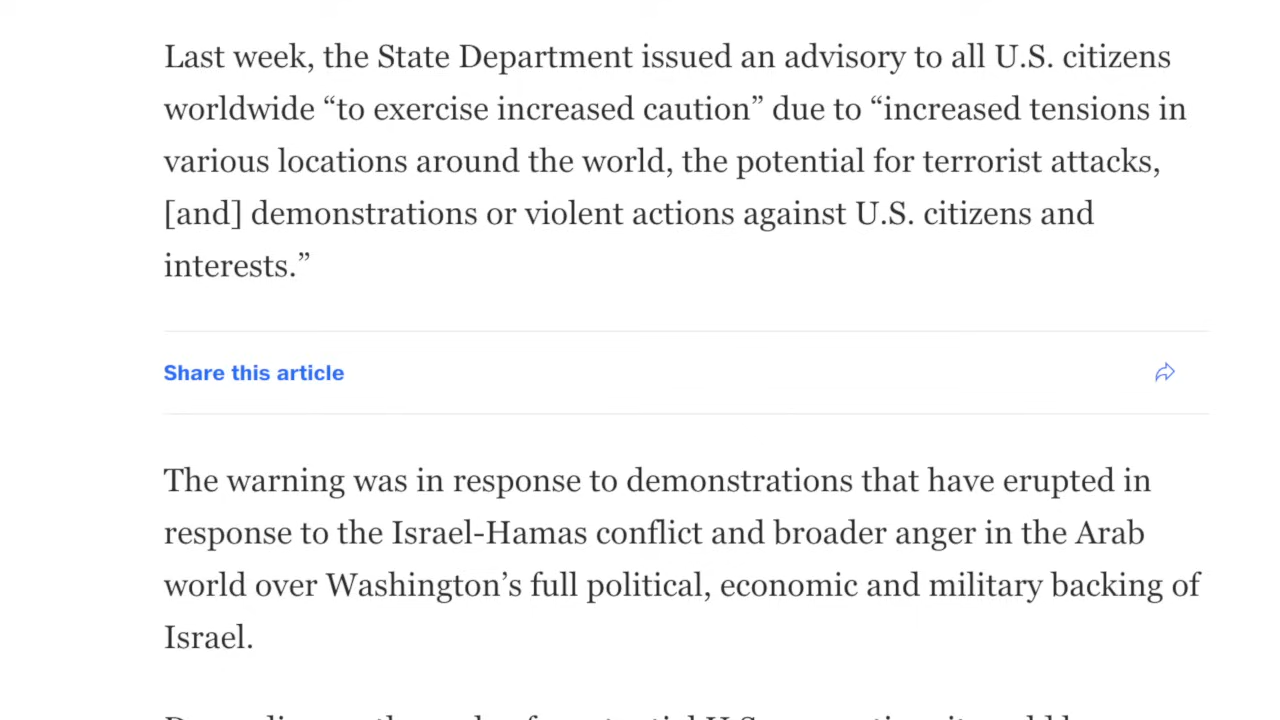 Last week, the State Department issued an advisory to all U.S. citizens
worldwide “to exercise increased caution” due to “increased tensions in
various locations around the world, the potential for terrorist attacks,
[and] demonstrations or violent actions against U.S. citizens and
interests.”
Share this article
The warning was in response to demonstrations that have erupted in
response to the Israel-Hamas conflict and broader anger in the Arab
world over Washington’s full political, economic and military backing of
Israel.